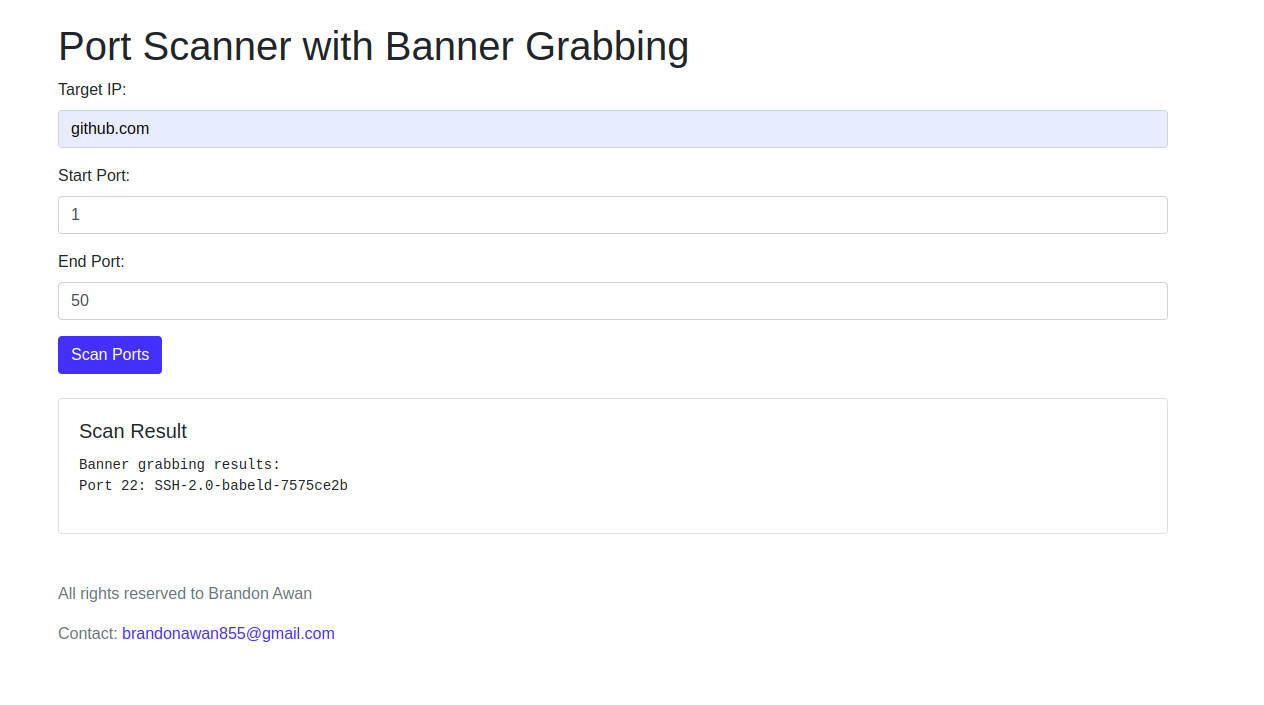 Port Scanner with Banner Grabbing
Target IP:
github.com
Start Port:
1
End Port:
50
Scan Ports
Scan Result
Banner grabbing results:
Port 22: SSH-2.0-babeld-7575ce2b
All rights reserved to Brandon Awan
Contact: brandonawan855@gmail.com